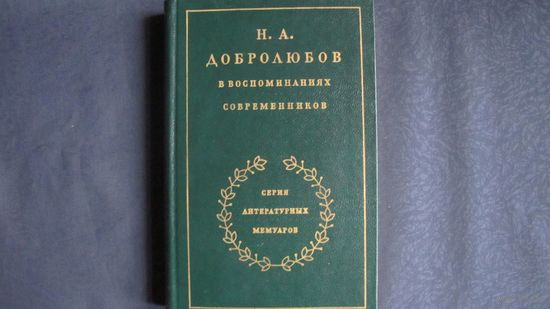 Н. А.
ДОБРОЛЮБОВ
В ВОСПОМИНАНИЯХ
СОВРЕМЕННИКОВ
СЕРИЯ
ЛИТЕРАТУРНЫХ
МЕМУАРОВ